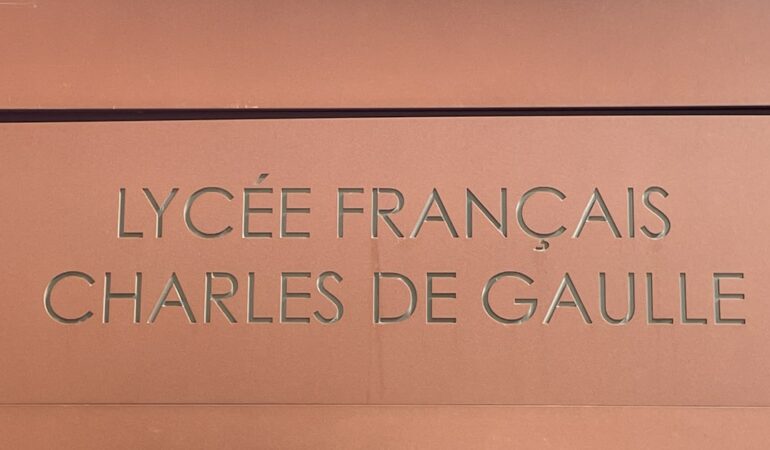 LYCÉE FRANÇAIS
CHARLES DE GAULLE